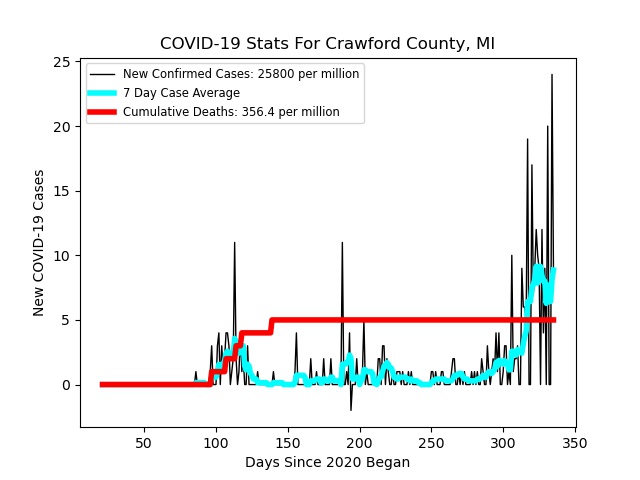 COVID-19 Stats For Crawford County, MI
New Confirmed Cases: 25800 per million
7 Day Case Average
Cumulative Deaths: 356.4 per million
New COVID-19 Cases
25
20
15
10
5
0
50
100
150
200
250
300
350
Days Since 2020 Began